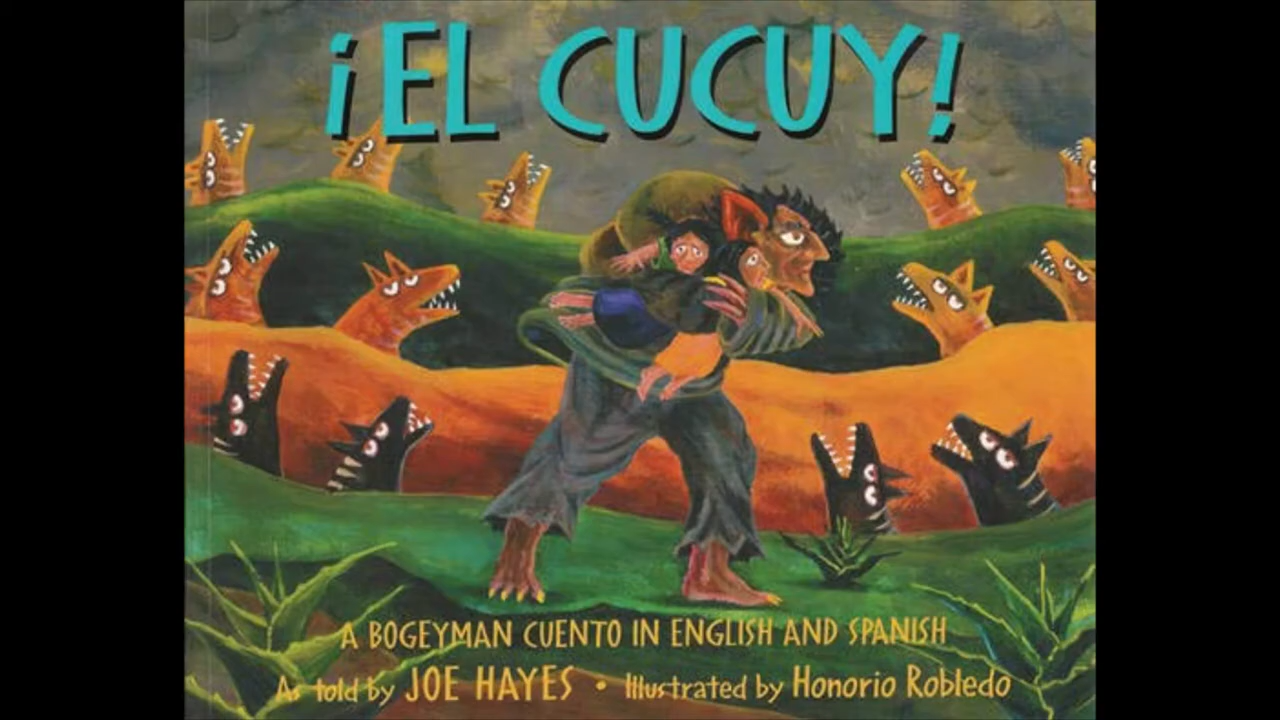 ¡EL CUCUY!
A BOGEYMAN CUENTO IN ENGLISH AND SPANISH
As told by JOE HAYES • Illustrated by Honorio Robledo